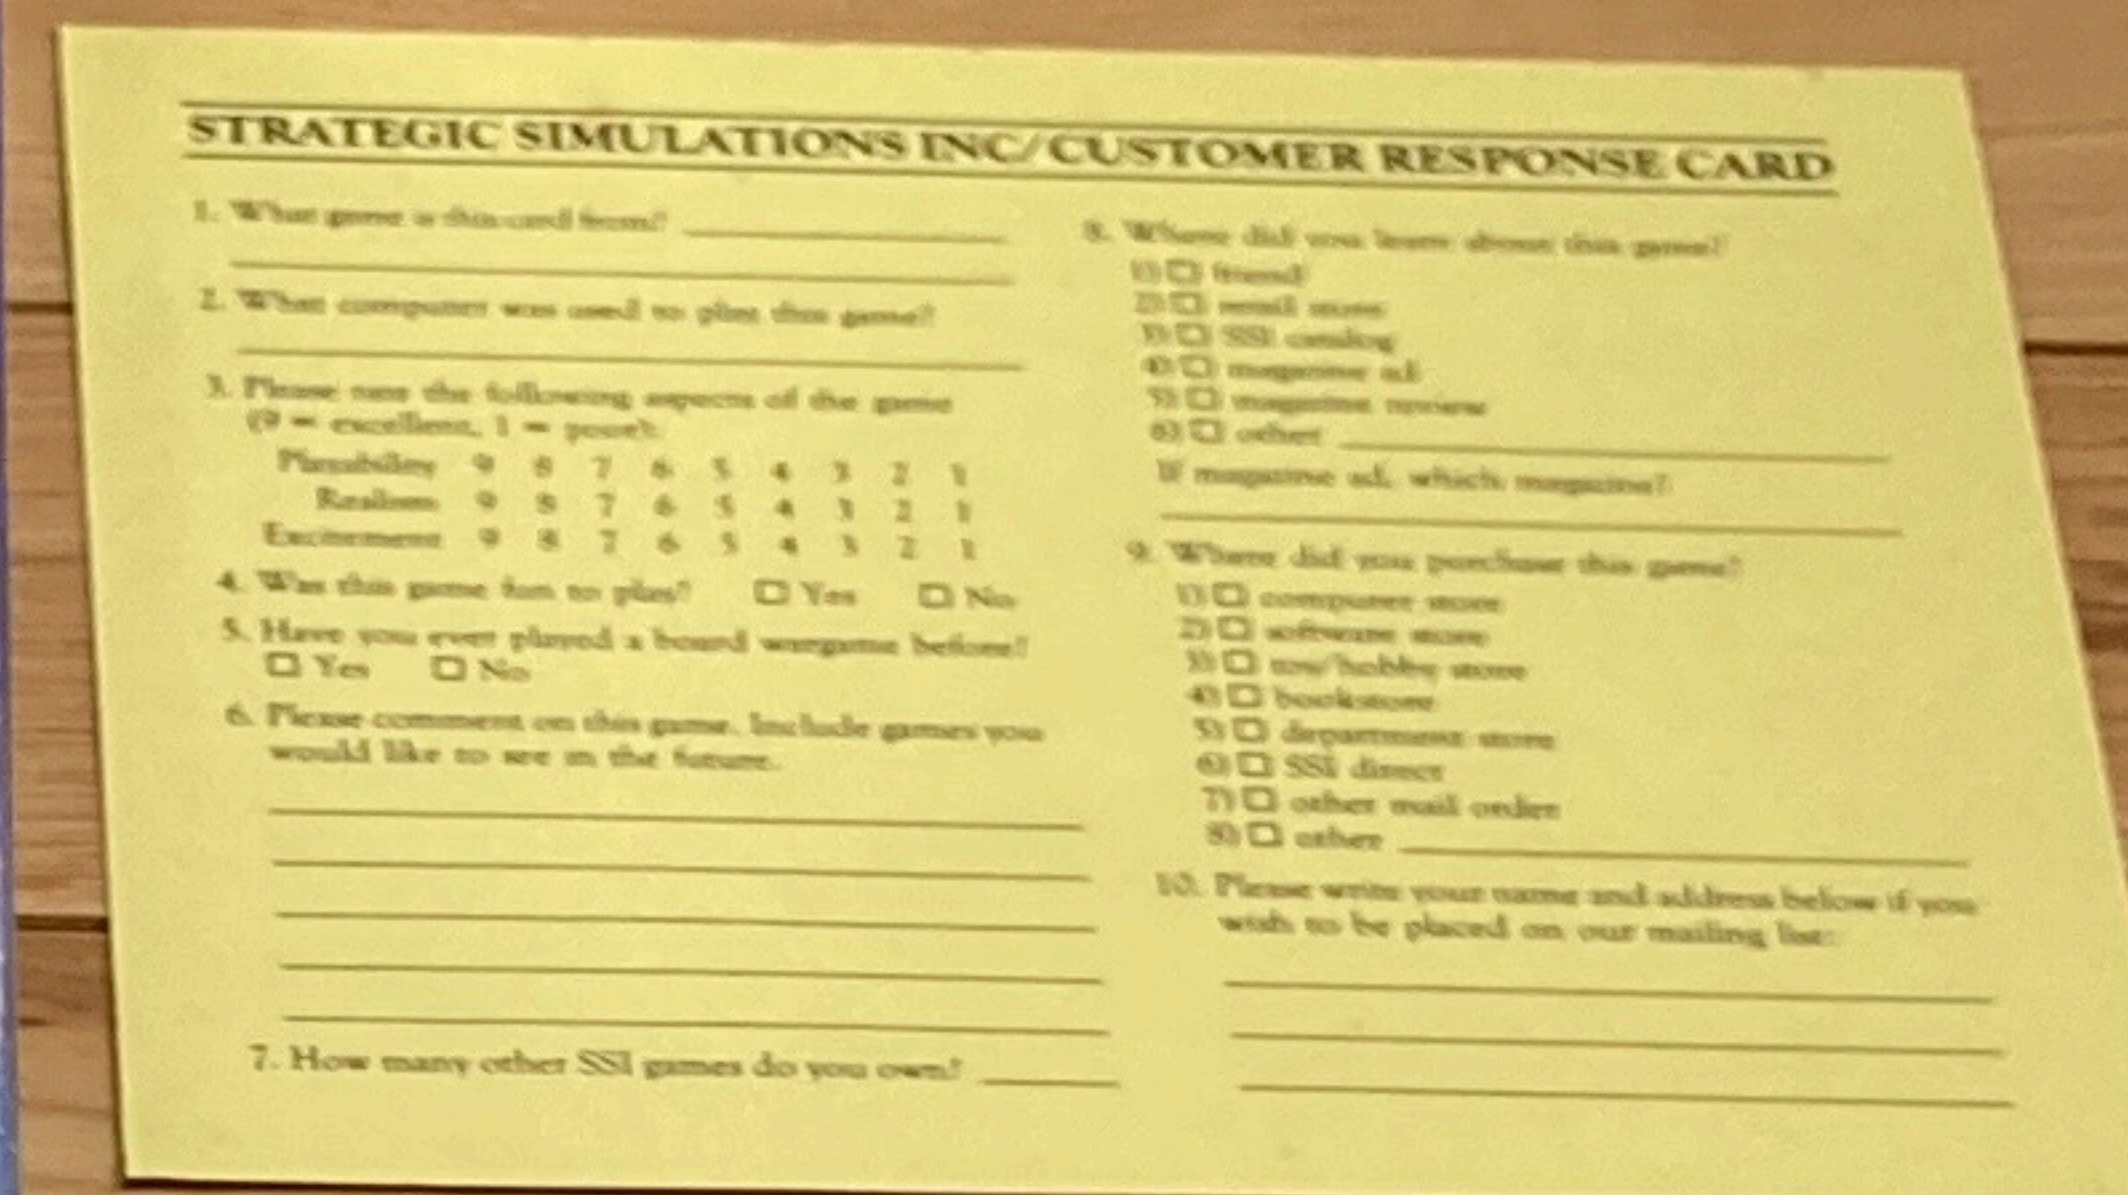 STRATEGIC SIMULATIONS INC/CUSTOMER RESPONSE CARD
1. What game is this card from?
2. What computer was used to play this game?
3. Please rate the following aspects of the game
(9 = excellent, 1 = poor):
Playability 9 8 7 6 5 4 3 2 1
Realism 9 8 7 6 5 4 3 2 1
Excitement 9 8 7 6 5 4 3 2 1
4. Was this game fun to play? Yes No
5. Have you ever played a board wargame before?
Yes No
6. Please comment on this game. Include games you
would like to see in the future.
7. How many other SSI games do you own?
8. Where did you learn about this game?
1) friend
2) retail store
3) SSI catalog
4) magazine ad
5) magazine review
6) other
If magazine ad, which magazine?
9. Where did you purchase this game?
1) computer store
2) software store
3) toy/hobby store
4) bookstore
5) department store
6) SSI direct
7) other mail order
8) other
10. Please write your name and address below if you
wish to be placed on our mailing list: